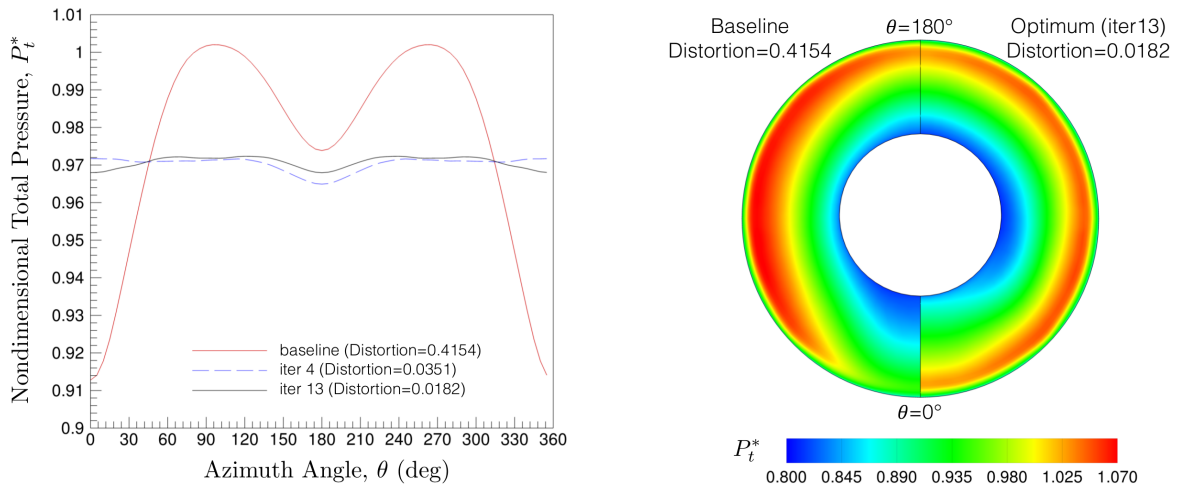 1.01
1
0.99
0.98
0.97
0.96
0.95
0.94
0.93
0.92
0.91
0.9
Nondimensional Total Pressure, P_t^*
baseline (Distortion=0.4154)
iter 4 (Distortion=0.0351)
iter 13 (Distortion=0.0182)
0 30 60 90 120 150 180 210 240 270 300 330 360
Azimuth Angle, θ (deg)
Baseline
Distortion=0.4154
θ=180°
Optimum (iter13)
Distortion=0.0182
θ=0°
P_t^*
0.800 0.845 0.890 0.935 0.980 1.025 1.070